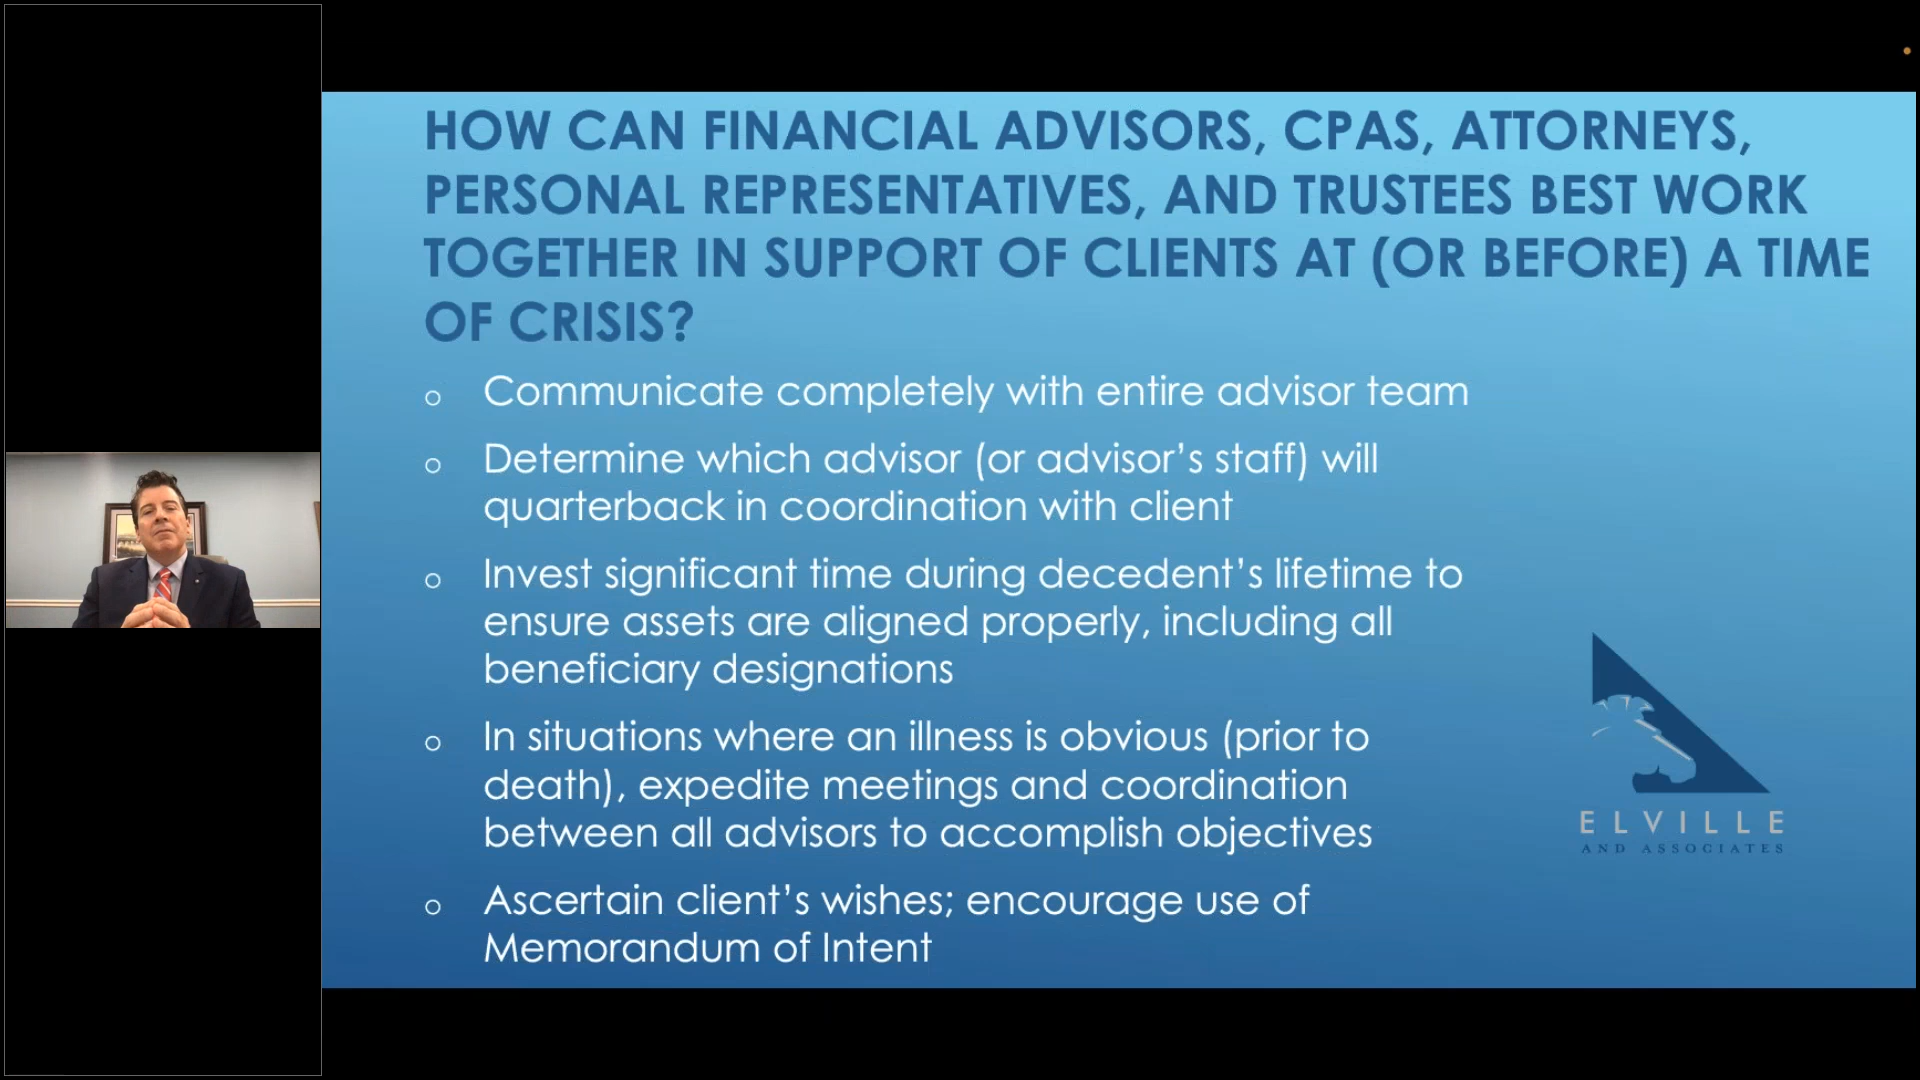 HOW CAN FINANCIAL ADVISORS, CPAS, ATTORNEYS,
PERSONAL REPRESENTATIVES, AND TRUSTEES BEST WORK
TOGETHER IN SUPPORT OF CLIENTS AT (OR BEFORE) A TIME
OF CRISIS?
o Communicate completely with entire advisor team
o Determine which advisor (or advisor’s staff) will
quarterback in coordination with client
o Invest significant time during decedent’s lifetime to
ensure assets are aligned properly, including all
beneficiary designations
o In situations where an illness is obvious (prior to
death), expedite meetings and coordination
between all advisors to accomplish objectives
o Ascertain client’s wishes; encourage use of
Memorandum of Intent
ELVILLE
AND ASSOCIATES